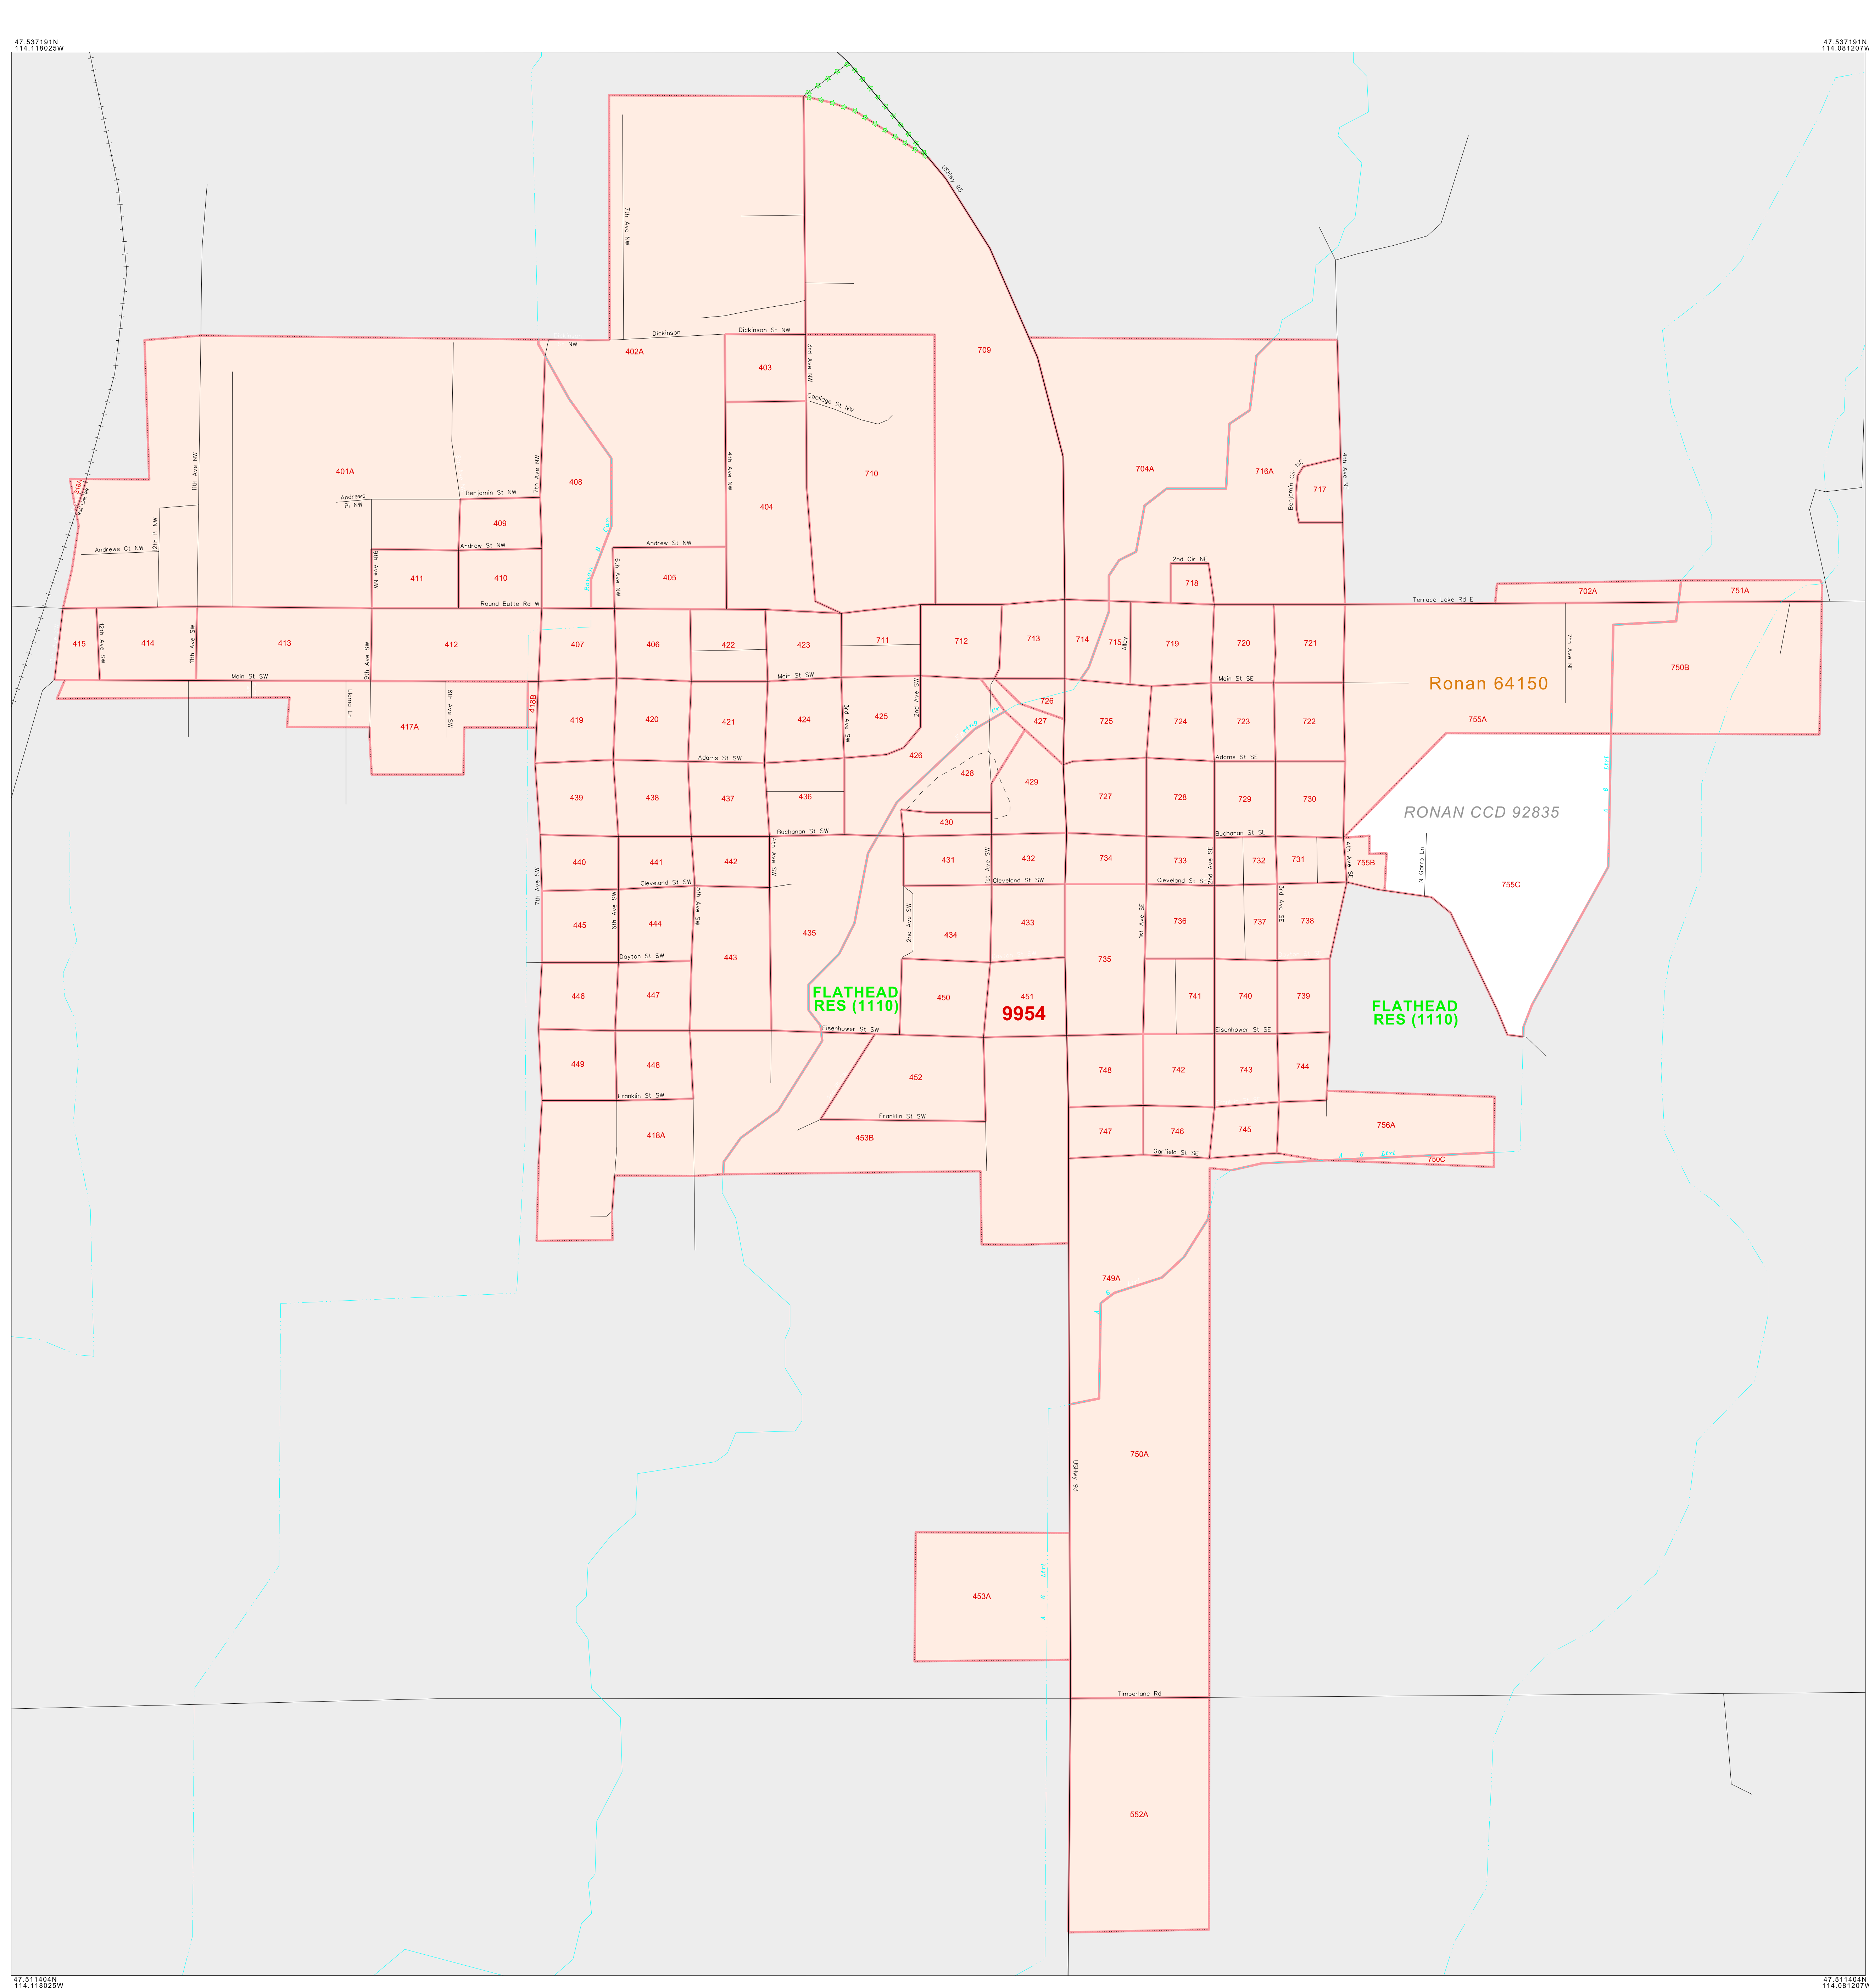 47.537191N
114.118025W
47.537191N
114.081207W
USHwy 93
7th Ave NW
Dickinson
Dickinson St NW
NW
402A
403
3rd Ave NW
709
Coolidge St NW
401A
11th Ave NW
7th Ave NW
408
4th Ave NW
710
704A
716A
Benjamin Cir NE
717
4th Ave NE
316A
Andrews
Pl NW
Benjamin St NW
404
12th Pl NW
409
Andrews Ct NW
Andrew St NW
Andrew St NW
9th Ave NW
411
410
6th Ave NW
405
2nd Cir NE
718
Round Butte Rd W
Terrace Lake Rd E
702A
751A
415
12th Ave SW
414
11th Ave SW
413
9th Ave SW
412
407
406
422
423
711
712
713
714
715
Alley
719
720
721
7th Ave NE
750B
Main St SW
Main St SW
Main St SE
Ronan 64150
418B
Llama Ln
8th Ave SW
417A
419
420
421
424
3rd Ave SW
425
2nd Ave SW
426
427
726
725
724
723
722
755A
Adams St SW
Adams St SE
428
429
439
438
437
436
430
727
728
729
730
RONAN CCD 92835
Buchanan St SW
Buchanan St SE
440
441
442
4th Ave SW
431
1st Ave SW
432
734
733
2nd Ave SE
732
731
4th Ave SE
755B
N Garro Ln
755C
Cleveland St SW
Cleveland St SW
Cleveland St SE
7th Ave SW
6th Ave SW
5th Ave SW
445
444
443
435
2nd Ave SW
434
433
735
1st Ave SE
736
737
3rd Ave SE
738
Dayton St SW
446
447
FLATHEAD
RES (1110)
450
451
9954
741
740
739
FLATHEAD
RES (1110)
Eisenhower St SW
Eisenhower St SE
449
448
452
748
742
743
744
Franklin St SW
Franklin St SW
418A
453B
747
746
745
756A
Garfield St SE
750C
749A
750A
USHwy 93
453A
Timberlane Rd
552A
47.511404N
114.118025W
47.511404N
114.081207W